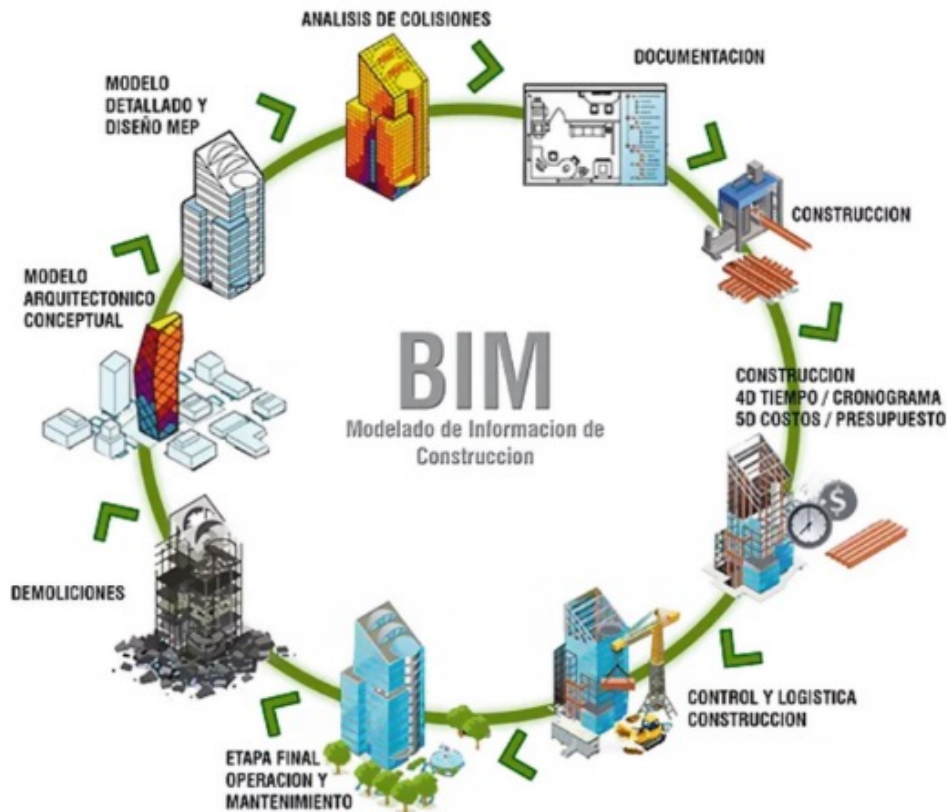 ANALISIS DE COLISIONES
DOCUMENTACION
MODELO
DETALLADO Y
DISEÑO MEP
CONSTRUCCION
MODELO
ARQUITECTONICO
CONCEPTUAL
BIM
Modelado de Informacion de
Construccion
CONSTRUCCION
4D TIEMPO / CRONOGRAMA
5D COSTOS / PRESUPUESTO
$
DEMOLICIONES
CONTROL Y LOGISTICA
CONSTRUCCION
ETAPA FINAL
OPERACION Y
MANTENIMIENTO